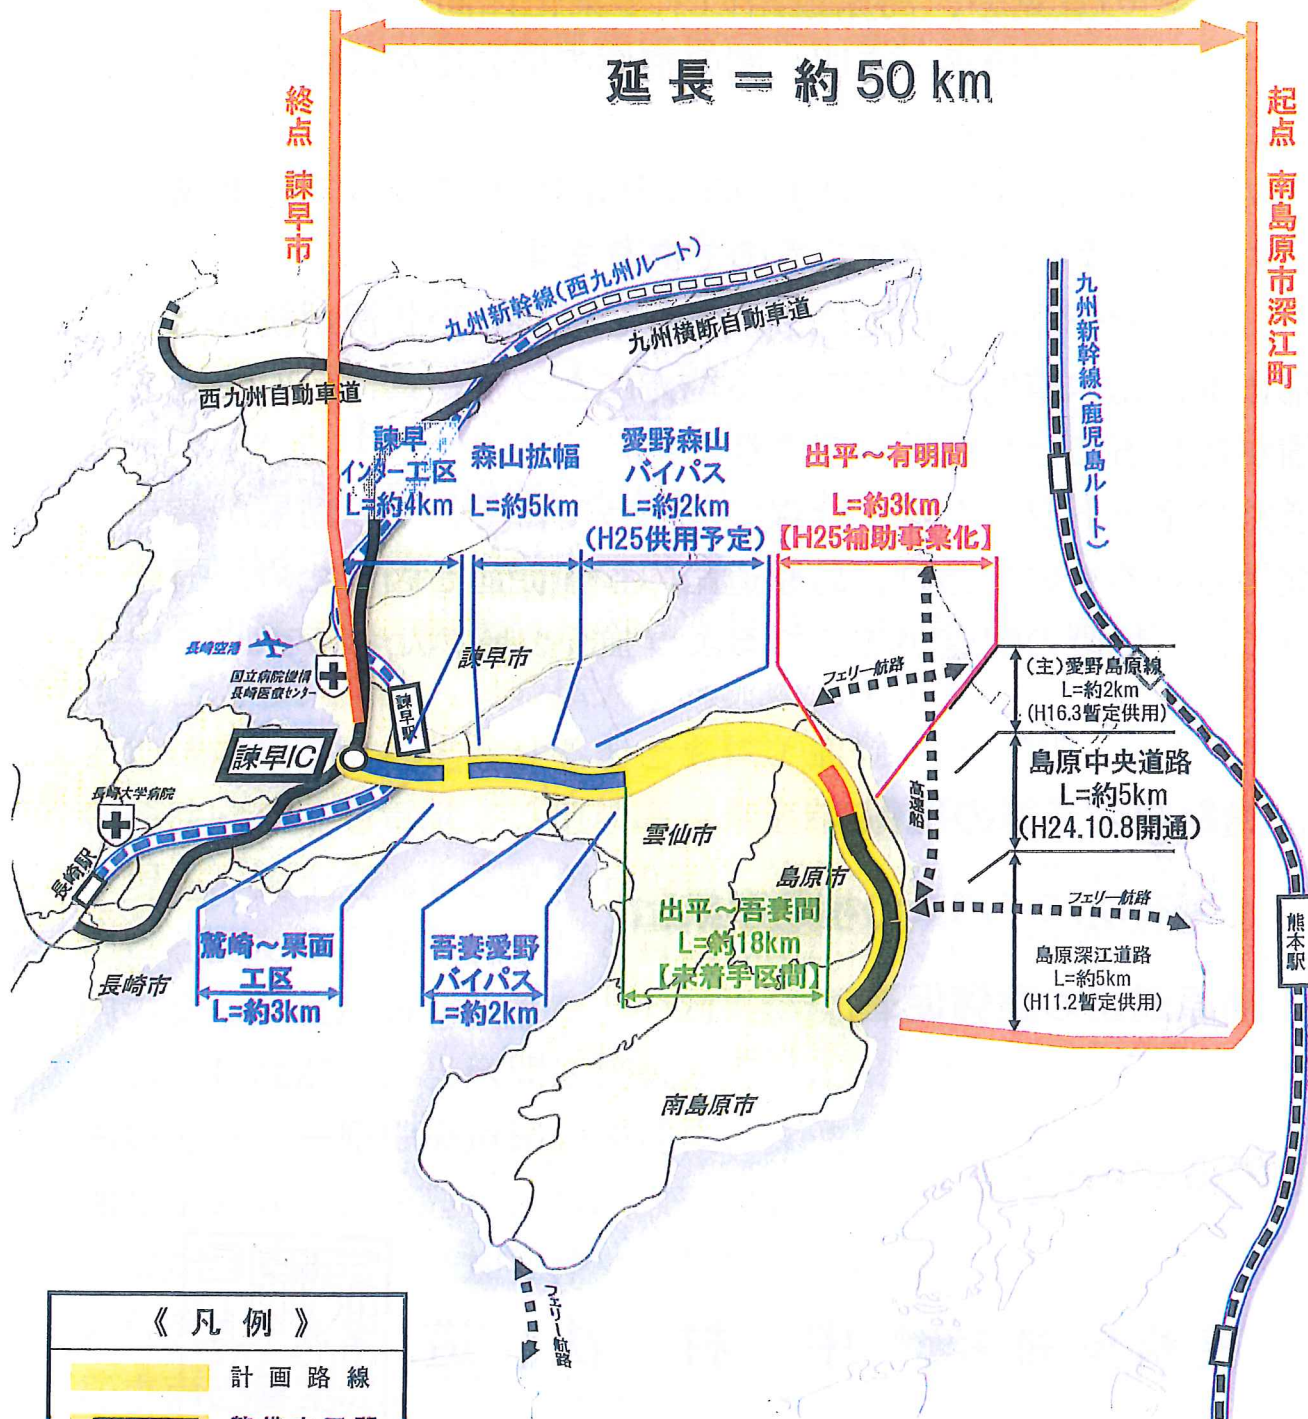 延長＝約50km
終点 諫早市
起点 南島原市深江町
九州新幹線(西九州ルート)
九州横断自動車道
西九州自動車道
九州新幹線(鹿児島ルート)
諫早
インター工区
L=約4km
森山拡幅
L=約5km
愛野森山
バイパス
L=約2km
(H25供用予定)
出平～有明間
L=約3km
【H25補助事業化】
長崎空港
国立病院機構
長崎医療センター
諫早市
諫早駅
フェリー航路
(主)愛野島原線
L=約2km
(H16.3暫定供用)
諫早IC
島原中央道路
L=約5km
(H24.10.8開通)
高速船
長崎大学病院
長崎駅
雲仙市
島原市
出平～吾妻間
L=約18km
【未着手区間】
フェリー航路
熊本駅
島原深江道路
L=約5km
(H11.2暫定供用)
長崎市
鷲崎～栗面
工区
L=約3km
吾妻愛野
バイパス
L=約2km
南島原市
フェリー航路
《凡例》
計画路線